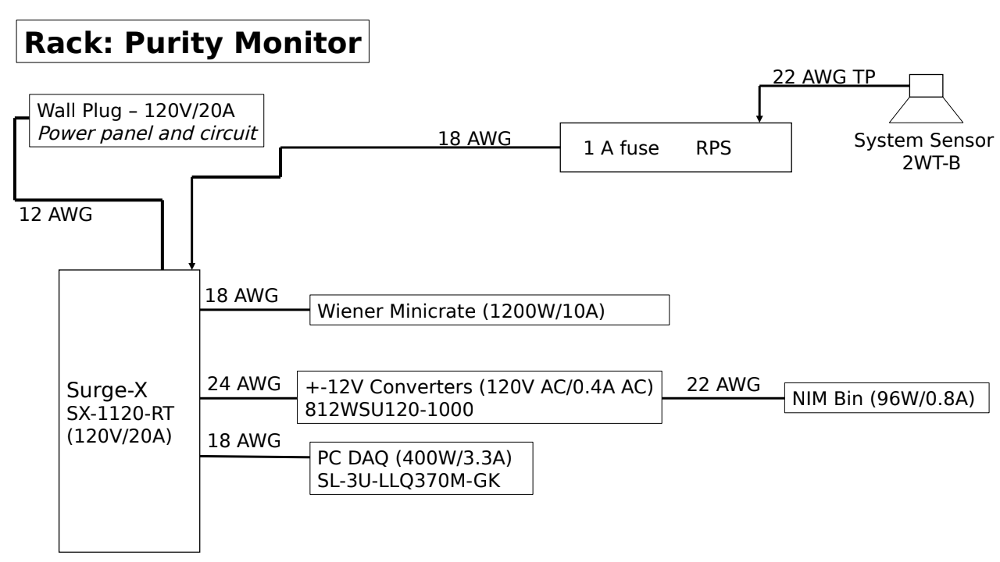 Rack: Purity Monitor
22 AWG TP
Wall Plug – 120V/20A
Power panel and circuit
18 AWG
1 A fuse RPS
System Sensor
2WT-B
12 AWG
18 AWG
Wiener Minicrate (1200W/10A)
Surge-X
SX-1120-RT
(120V/20A)
24 AWG
+-12V Converters (120V AC/0.4A AC)
812WSU120-1000
22 AWG
NIM Bin (96W/0.8A)
18 AWG
PC DAQ (400W/3.3A)
SL-3U-LLQ370M-GK